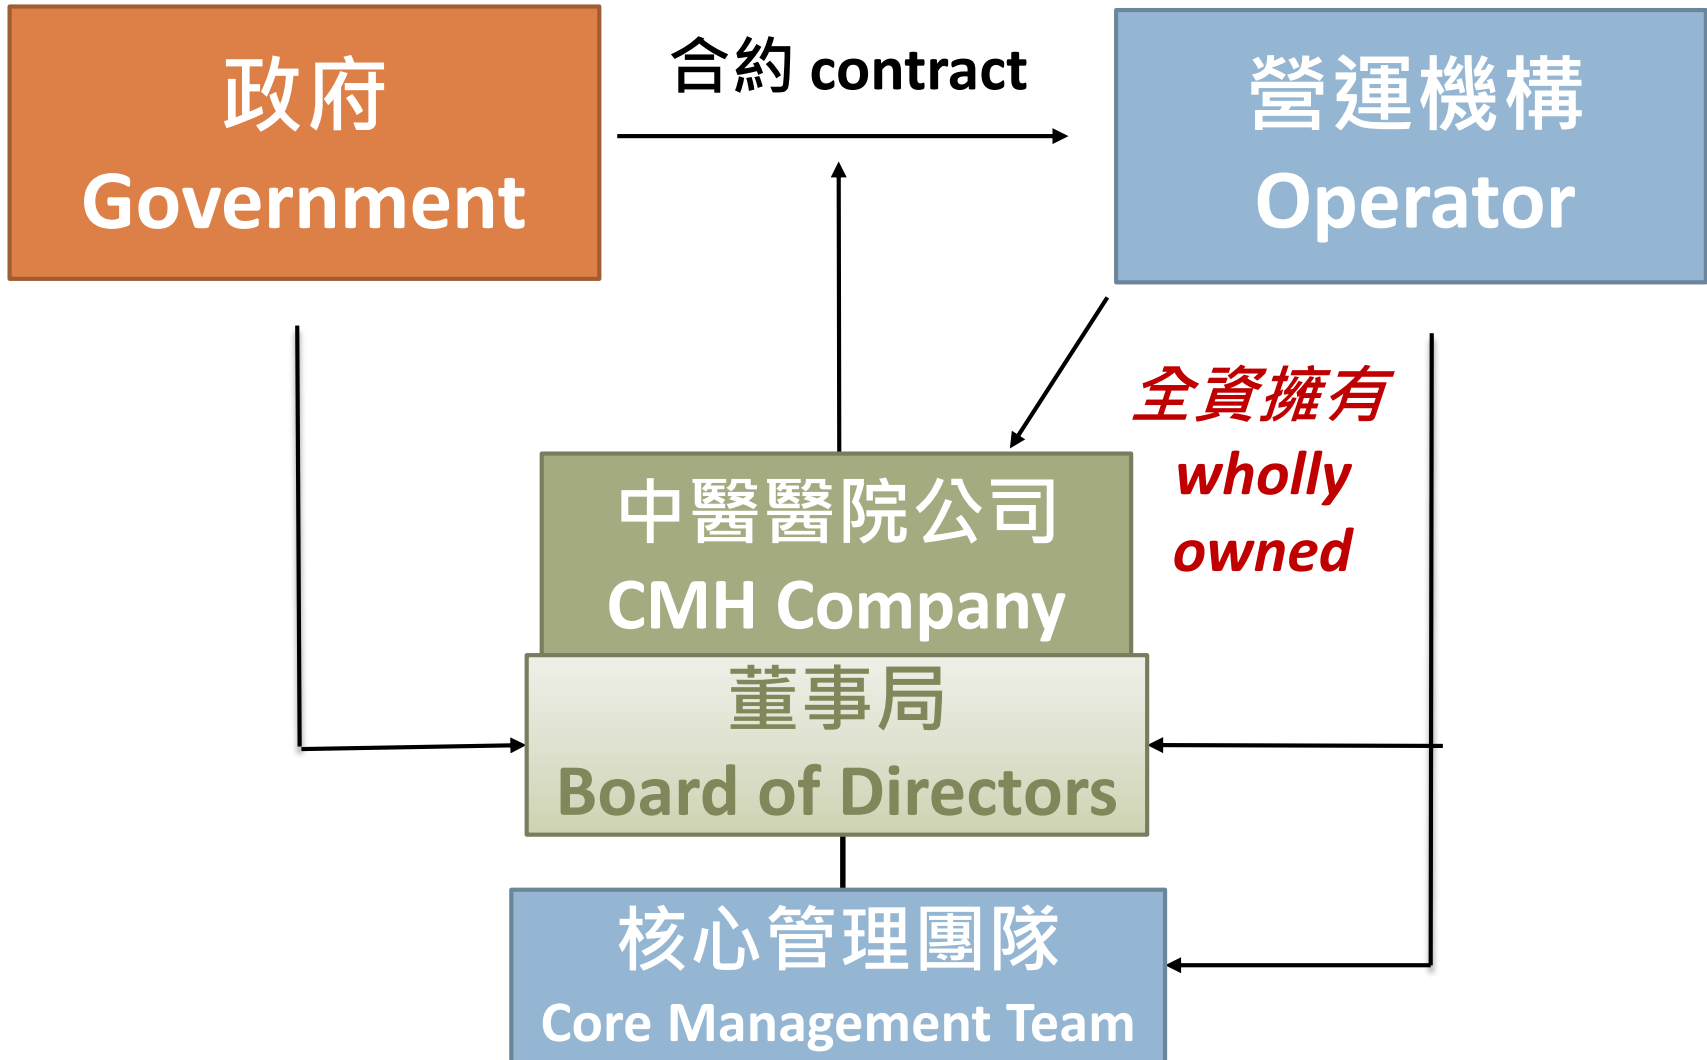 政府
Government
合約 contract
營運機構
Operator
全資擁有
wholly
owned
中醫醫院公司
CMH Company
董事局
Board of Directors
核心管理團隊
Core Management Team